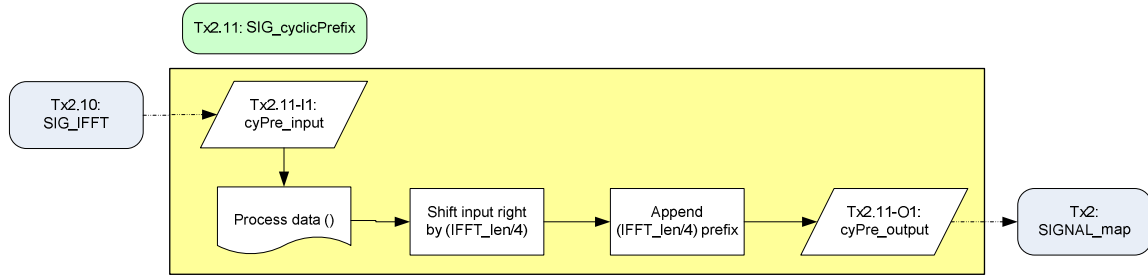 Tx2.11: SIG_cyclicPrefix
Tx2.10:
SIG_IFFT
Tx2.11-I1:
cyPre_input
Process data ()
Shift input right
by (IFFT_len/4)
Append
(IFFT_len/4) prefix
Tx2.11-O1:
cyPre_output
Tx2:
SIGNAL_map